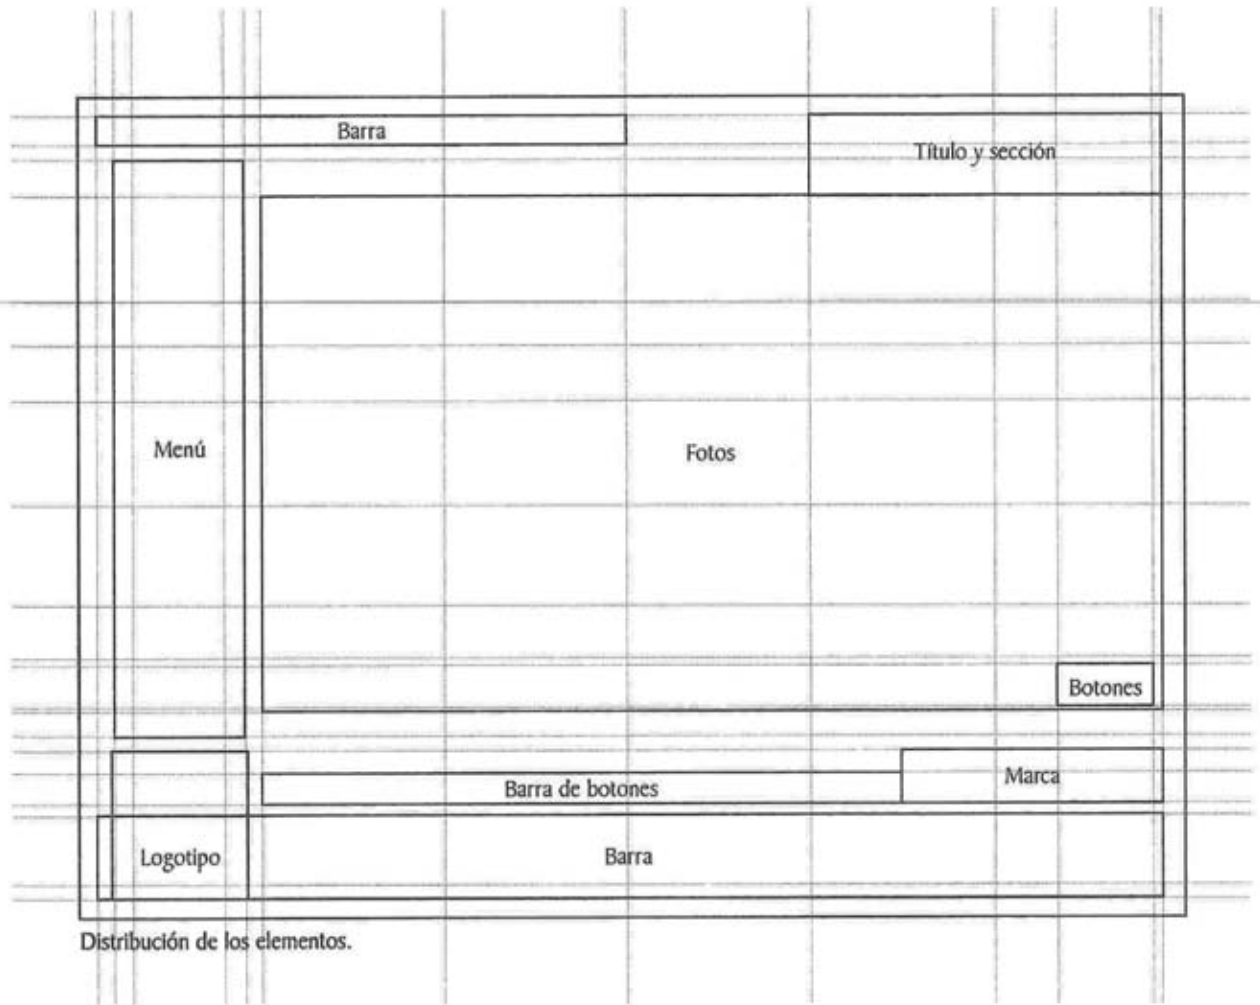 Barra
Título y sección
Menú
Fotos
Botones
Barra de botones
Marca
Logotipo
Barra
Distribución de los elementos.